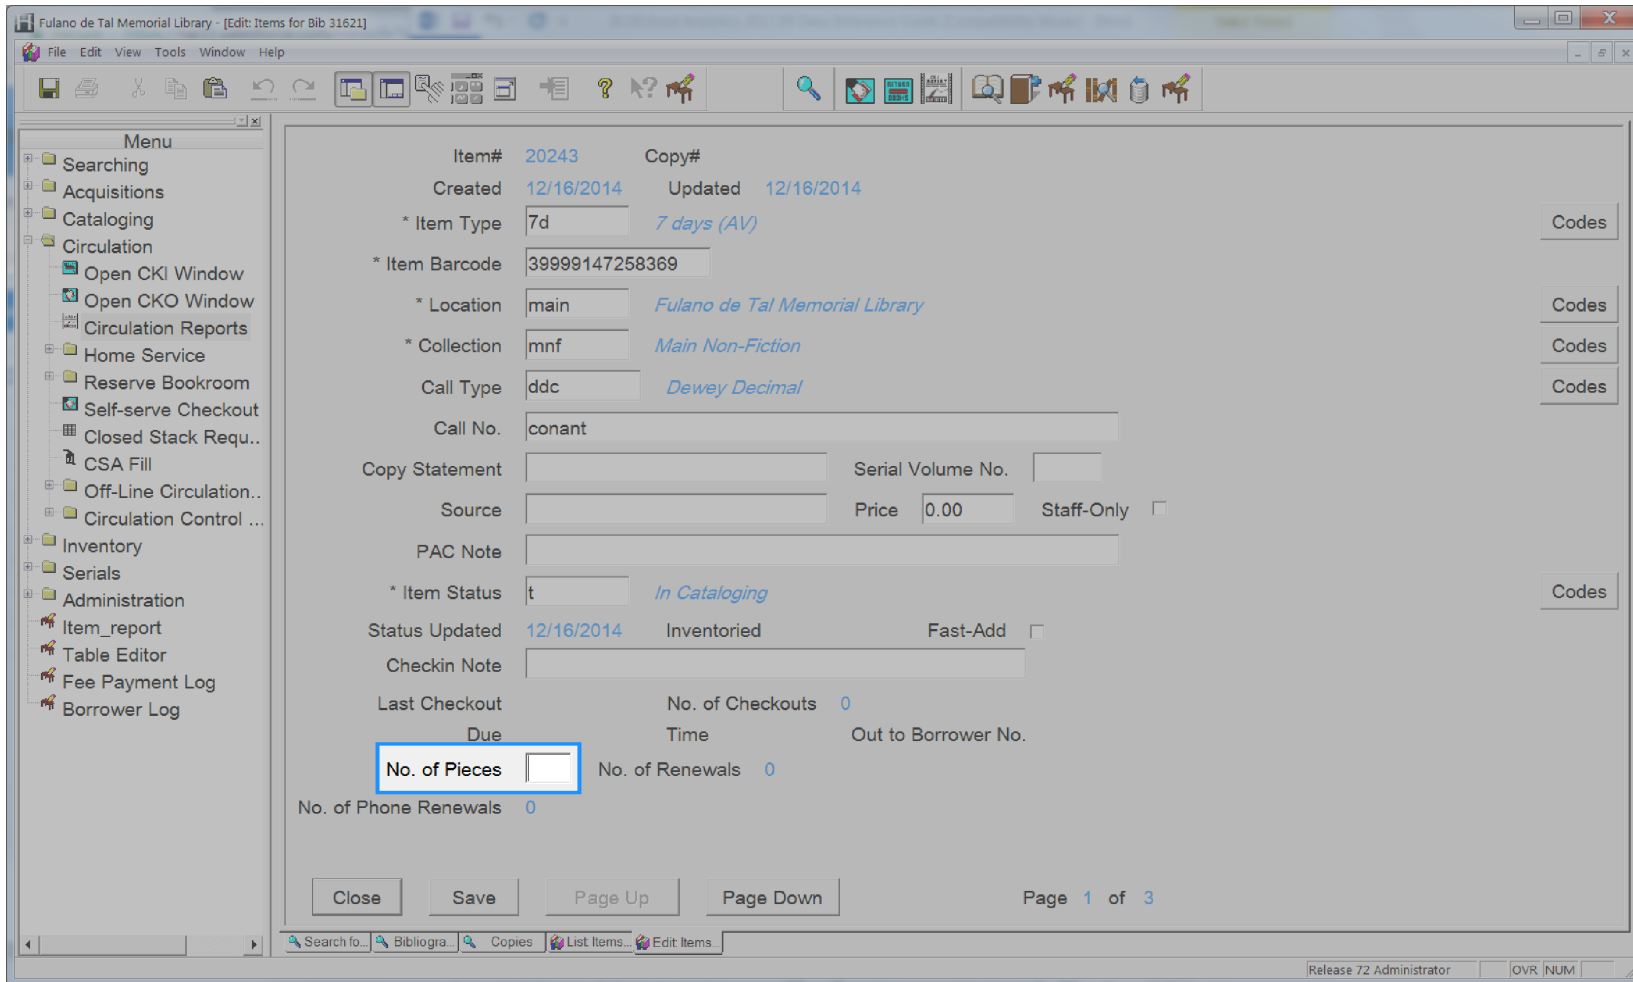 Fulano de Tal Memorial Library - [Edit: Items for Bib 31621]
File Edit View Tools Window Help
Menu
Searching
Acquisitions
Cataloging
Circulation
Open CKI Window
Open CKO Window
Circulation Reports
Home Service
Reserve Bookroom
Self-serve Checkout
Closed Stack Requ..
CSA Fill
Off-Line Circulation..
Circulation Control ...
Inventory
Serials
Administration
Item_report
Table Editor
Fee Payment Log
Borrower Log
Item# 20243 Copy#
Created 12/16/2014 Updated 12/16/2014
* Item Type 7d 7 days (AV) Codes
* Item Barcode 39999147258369
* Location main Fulano de Tal Memorial Library Codes
* Collection mnf Main Non-Fiction Codes
Call Type ddc Dewey Decimal Codes
Call No. conant
Copy Statement Serial Volume No.
Source Price 0.00 Staff-Only
PAC Note
* Item Status t In Cataloging Codes
Status Updated 12/16/2014 Inventoried Fast-Add
Checkin Note
Last Checkout No. of Checkouts 0
Due Time Out to Borrower No.
No. of Pieces No. of Renewals 0
No. of Phone Renewals 0
Close Save Page Up Page Down Page 1 of 3
Search fo... Bibliogra... Copies List: Items... Edit: Items...
Release 72 Administrator OVR NUM